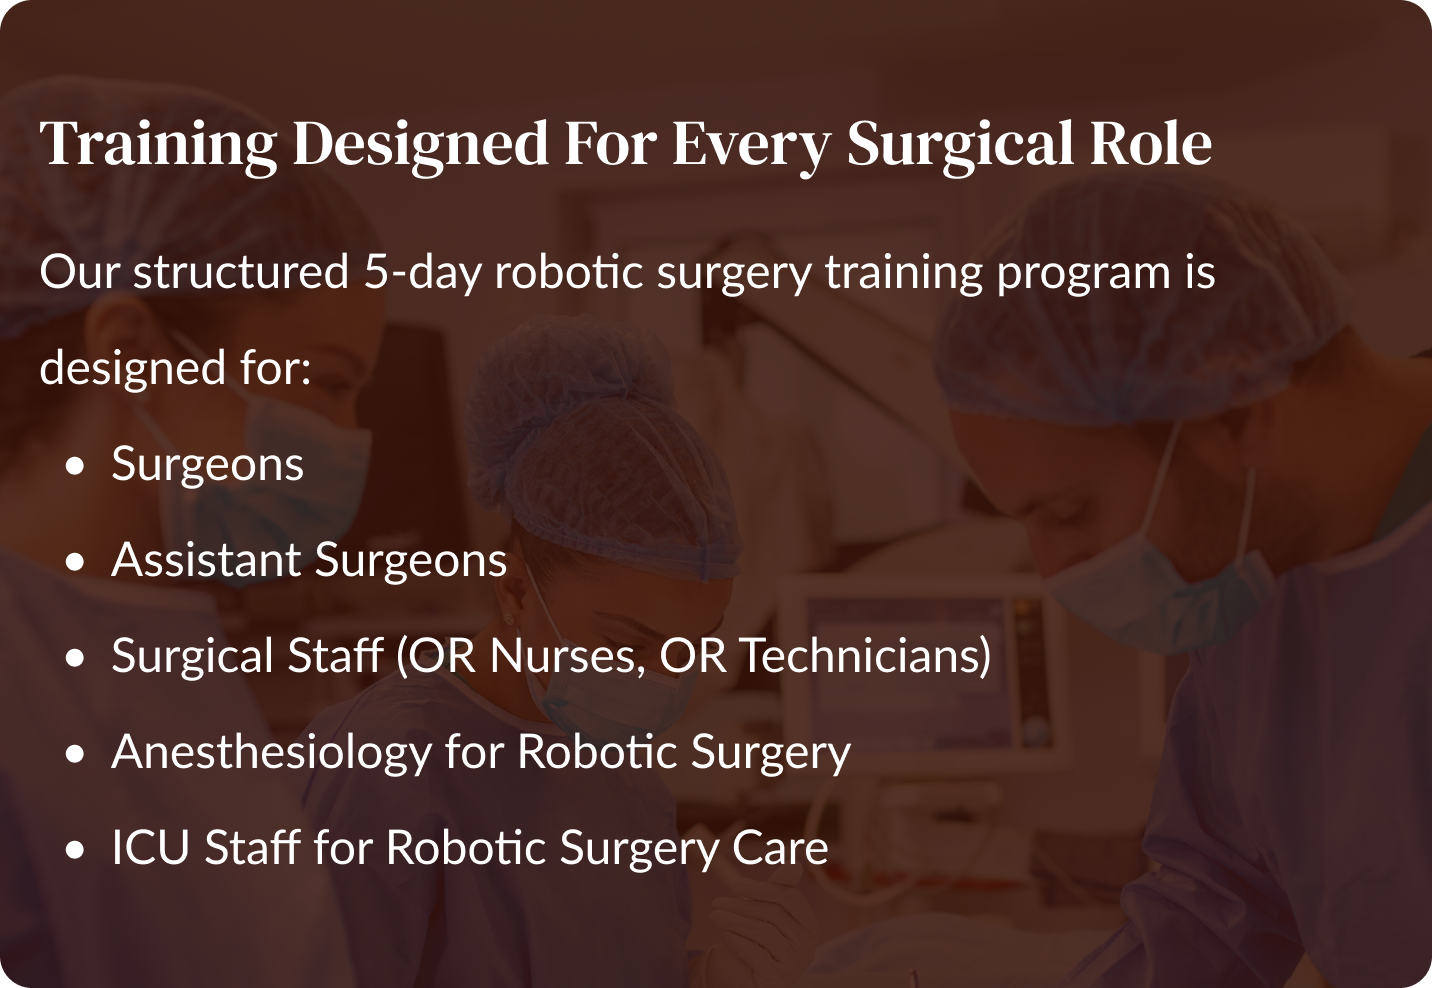 Training Designed For Every Surgical Role
Our structured 5-day robotic surgery training program is
designed for:
• Surgeons
• Assistant Surgeons
• Surgical Staff (OR Nurses, OR Technicians)
• Anesthesiology for Robotic Surgery
• ICU Staff for Robotic Surgery Care